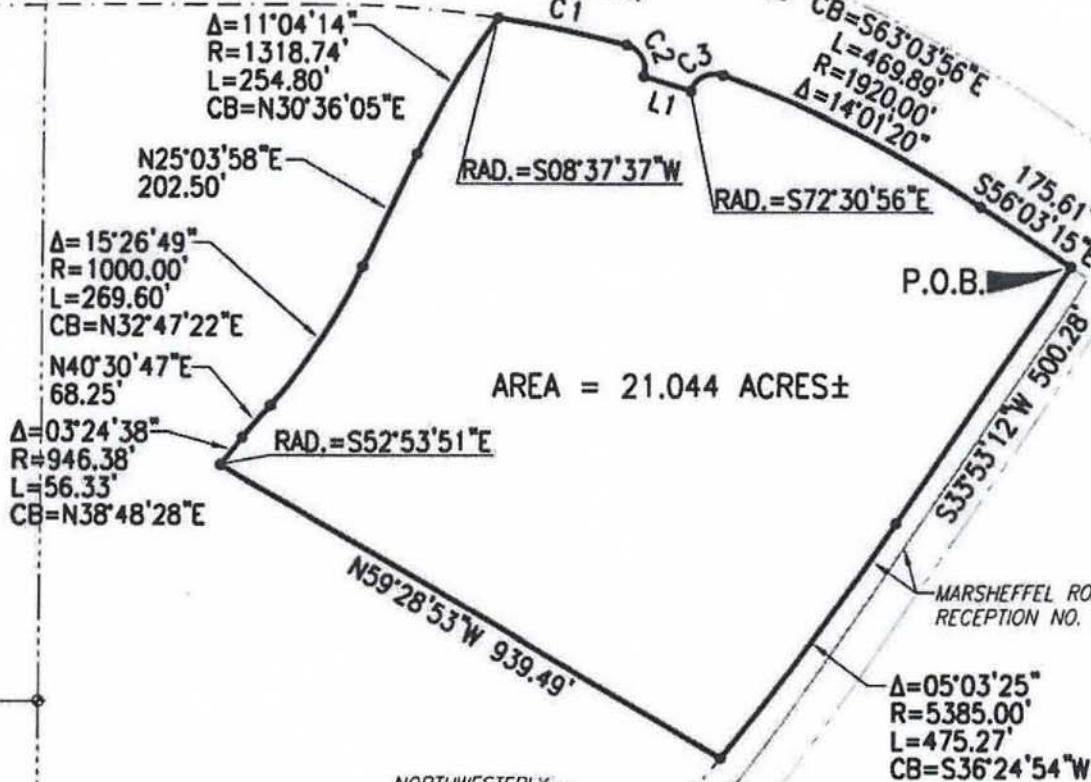 Δ=11°04'14"
R=1318.74'
L=254.80'
CB=N30°36'05"E
C1
C2
C3
L1
CB=S63°03'56"E
L=469.89'
R=1920.00'
Δ=14°01'20"
N25°03'58"E
202.50'
RAD.=S08°37'37"W
RAD.=S72°30'56"E
175.61'
S56°03'15"E
Δ=15°26'49"
R=1000.00'
L=269.60'
CB=N32°47'22"E
P.O.B.
N40°30'47"E
68.25'
AREA = 21.044 ACRES±
S33°53'12"W 500.28'
Δ=03°24'38"
R=946.38'
L=56.33'
CB=N38°48'28"E
RAD.=S52°53'51"E
N59°28'53"W 939.49'
MARSHEFFEL RO
RECEPTION NO.
Δ=05°03'25"
R=5385.00'
L=475.27'
CB=S36°24'54"W
NORTHWESTERLY